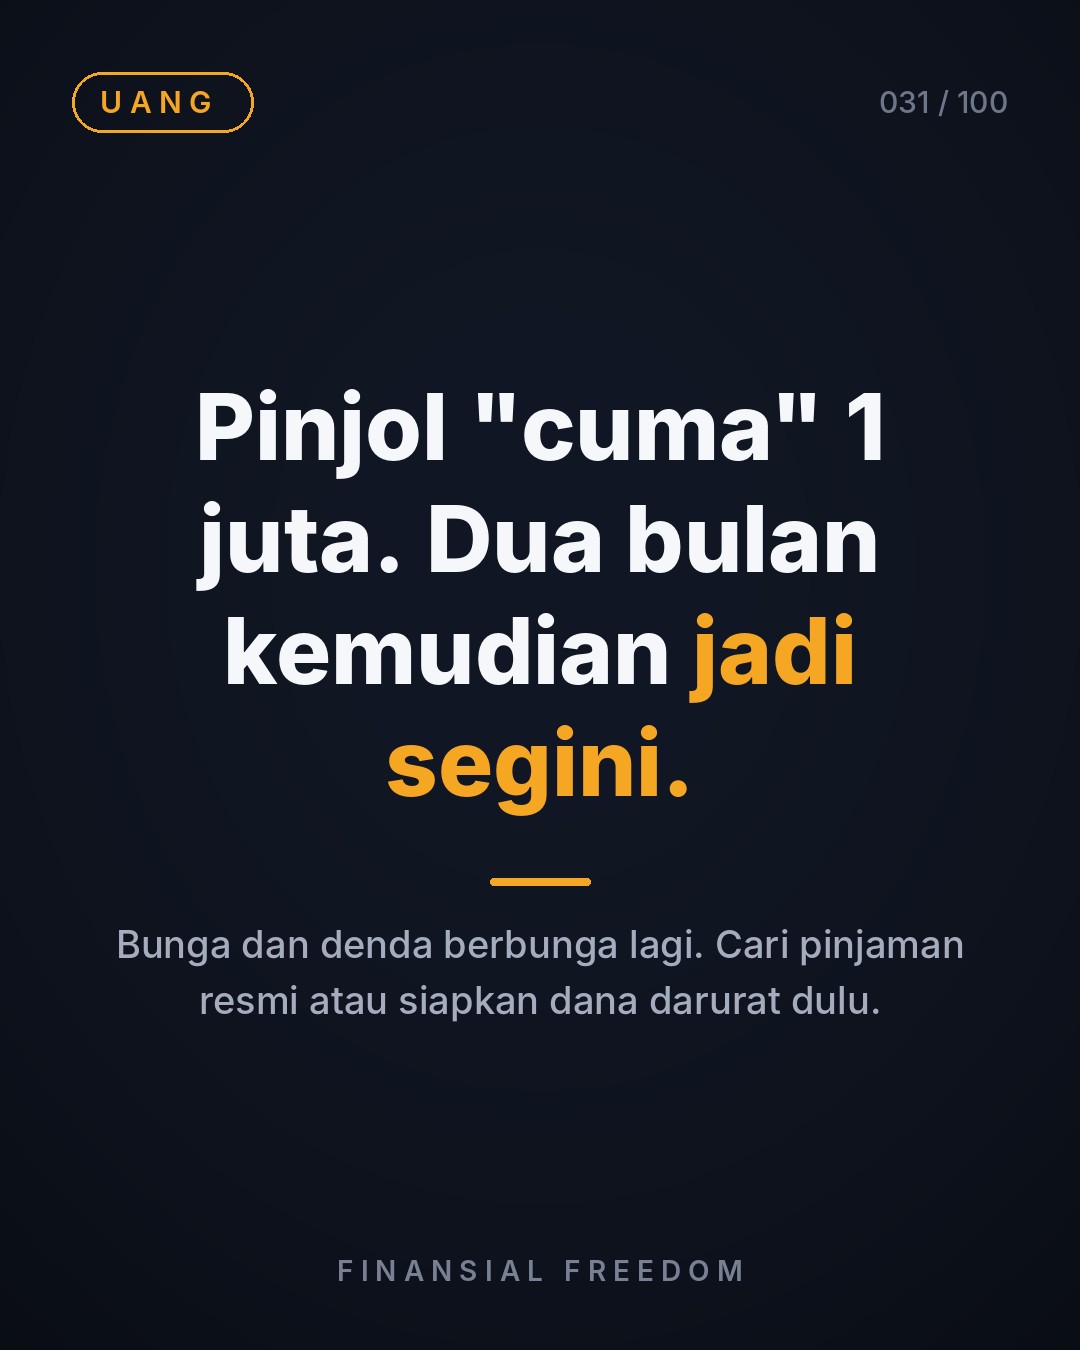 UANG
031 / 100
Pinjol "cuma" 1
juta. Dua bulan
kemudian jadi
segini.
Bunga dan denda berbunga lagi. Cari pinjaman
resmi atau siapkan dana darurat dulu.
FINANSIAL FREEDOM